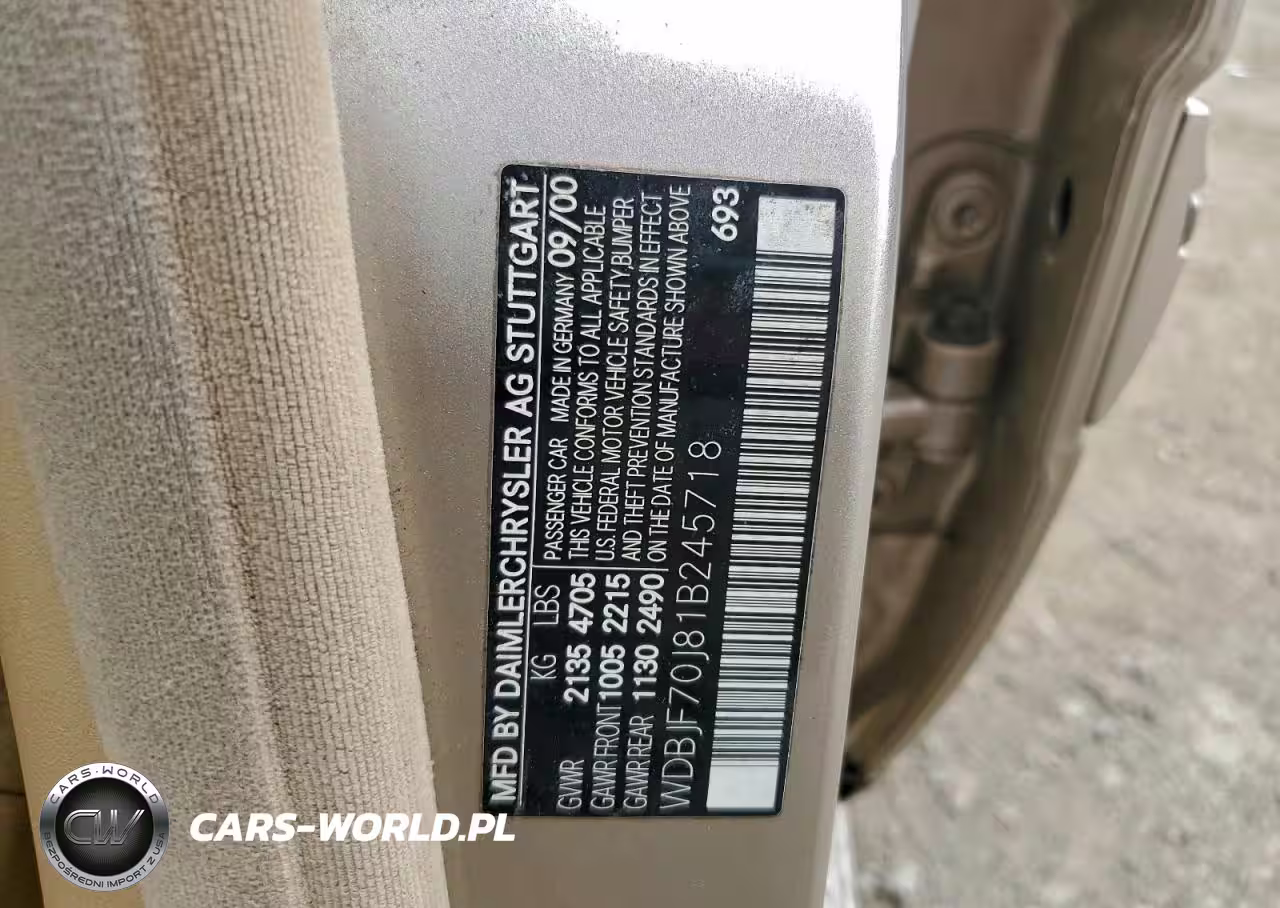 MFD BY DAIMLERCHRYSLER AG STUTTGART
KG LBS
GVWR 2135 4705
GAWR FRONT 1005 2215
GAWR REAR 1130 2490
PASSENGER CAR MADE IN GERMANY 09/00
THIS VEHICLE CONFORMS TO ALL APPLICABLE
U.S. FEDERAL MOTOR VEHICLE SAFETY,BUMPER
AND THEFT PREVENTION STANDARDS IN EFFECT
ON THE DATE OF MANUFACTURE SHOWN ABOVE
WDBJF70J81B245718
693
CARS-WORLD
CW
BEZPOŚREDNI IMPORT Z USA
CARS-WORLD.PL